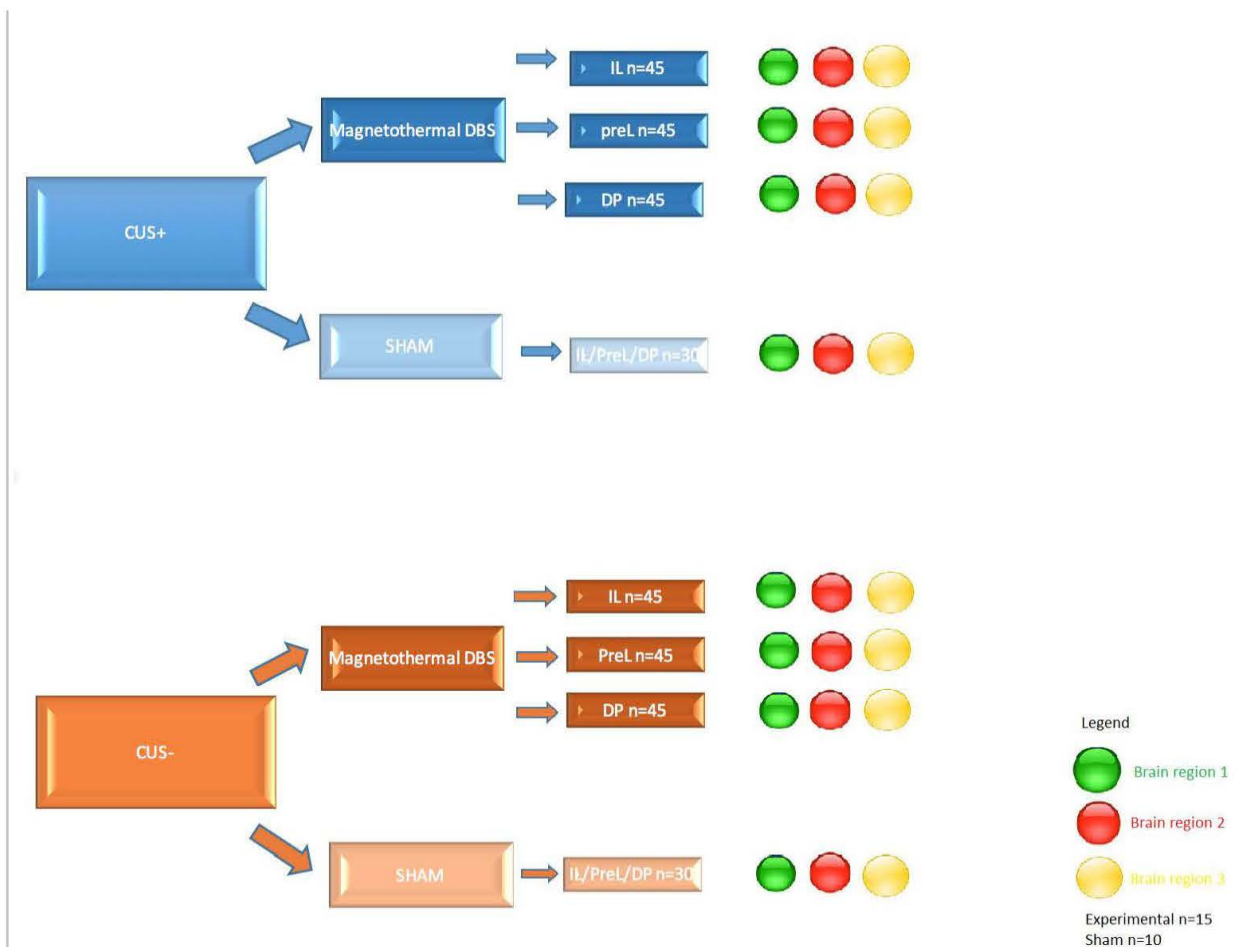 IL n=45
Magnetothermal DBS
preL n=45
DP n=45
CUS+
SHAM
IL/PreL/DP n=30
IL n=45
Magnetothermal DBS
PreL n=45
DP n=45
CUS-
SHAM
IL/PreL/DP n=30
Legend
Brain region 1
Brain region 2
Brain region 3
Experimental n=15
Sham n=10